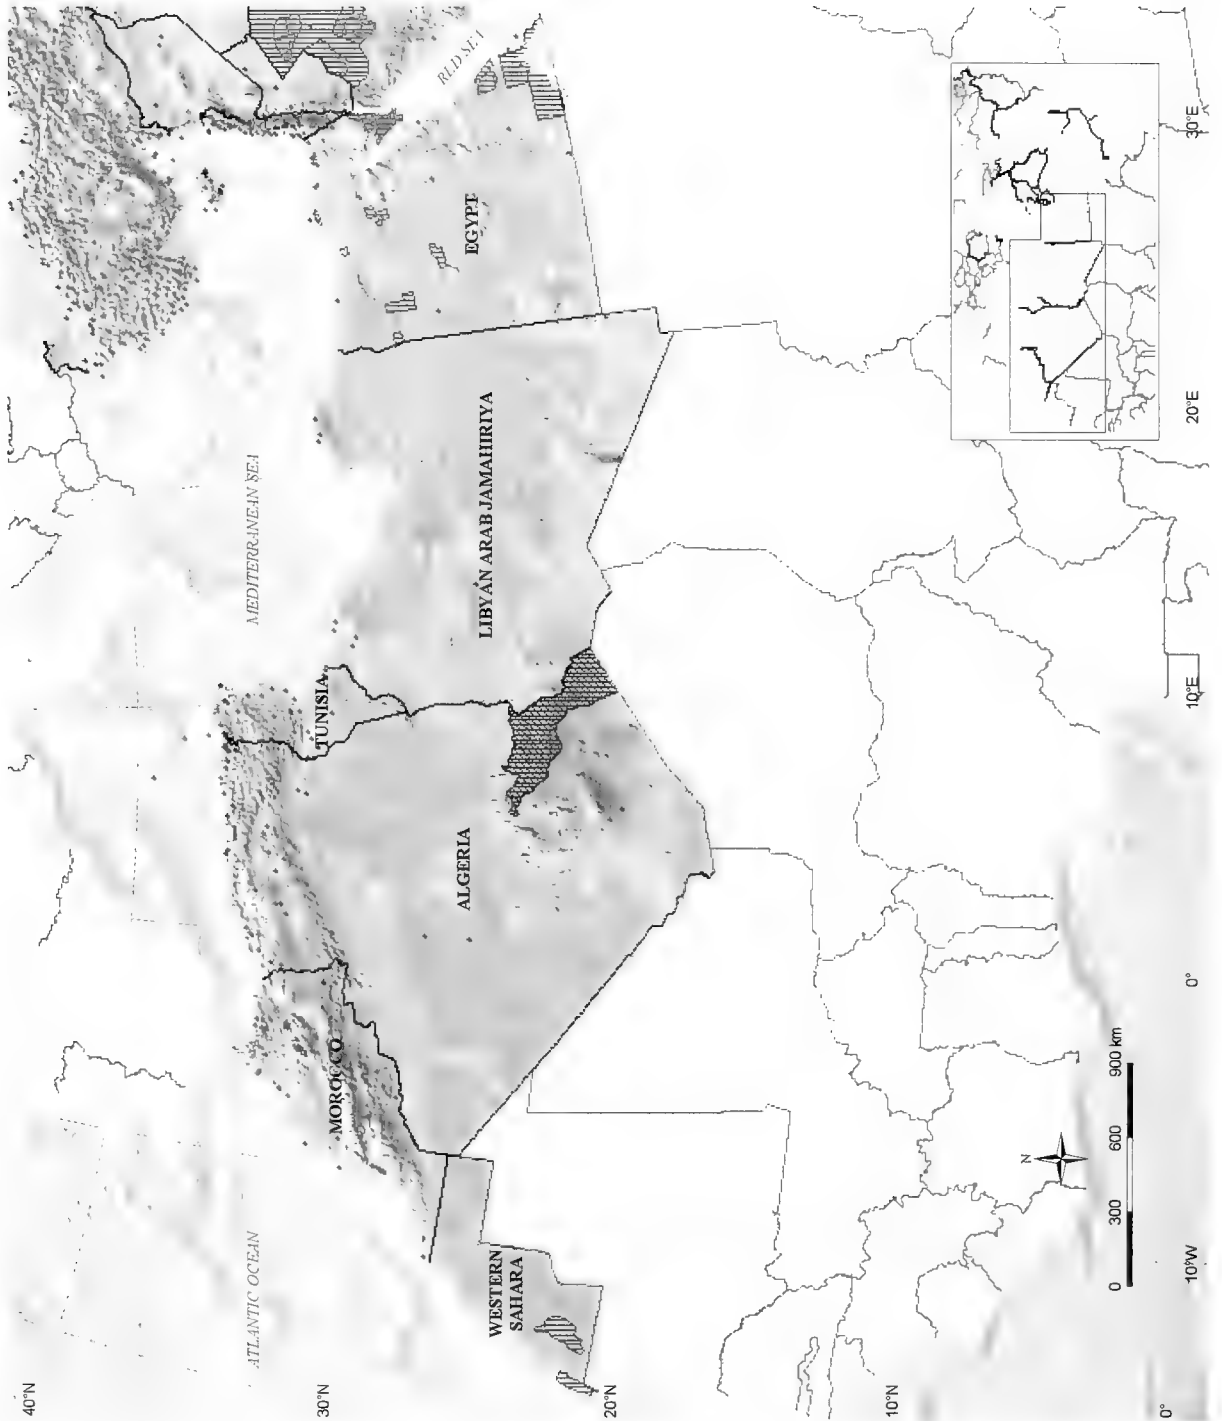 40°N
30°N
20°N
10°N
0°
ATLANTIC OCEAN
MEDITERRANEAN SEA
RED SEA
MOROCCO
TUNISIA
WESTERN
SAHARA
ALGERIA
LIBYAN ARAB JAMAHIRIYA
EGYPT
N
0 300 600 900 km
10°W
0°
10°E
20°E
30°E